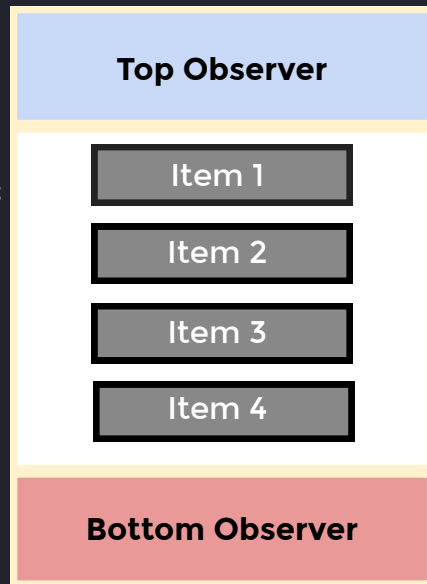 Top Observer
Item 1
Item 2
Item 3
Item 4
Bottom Observer